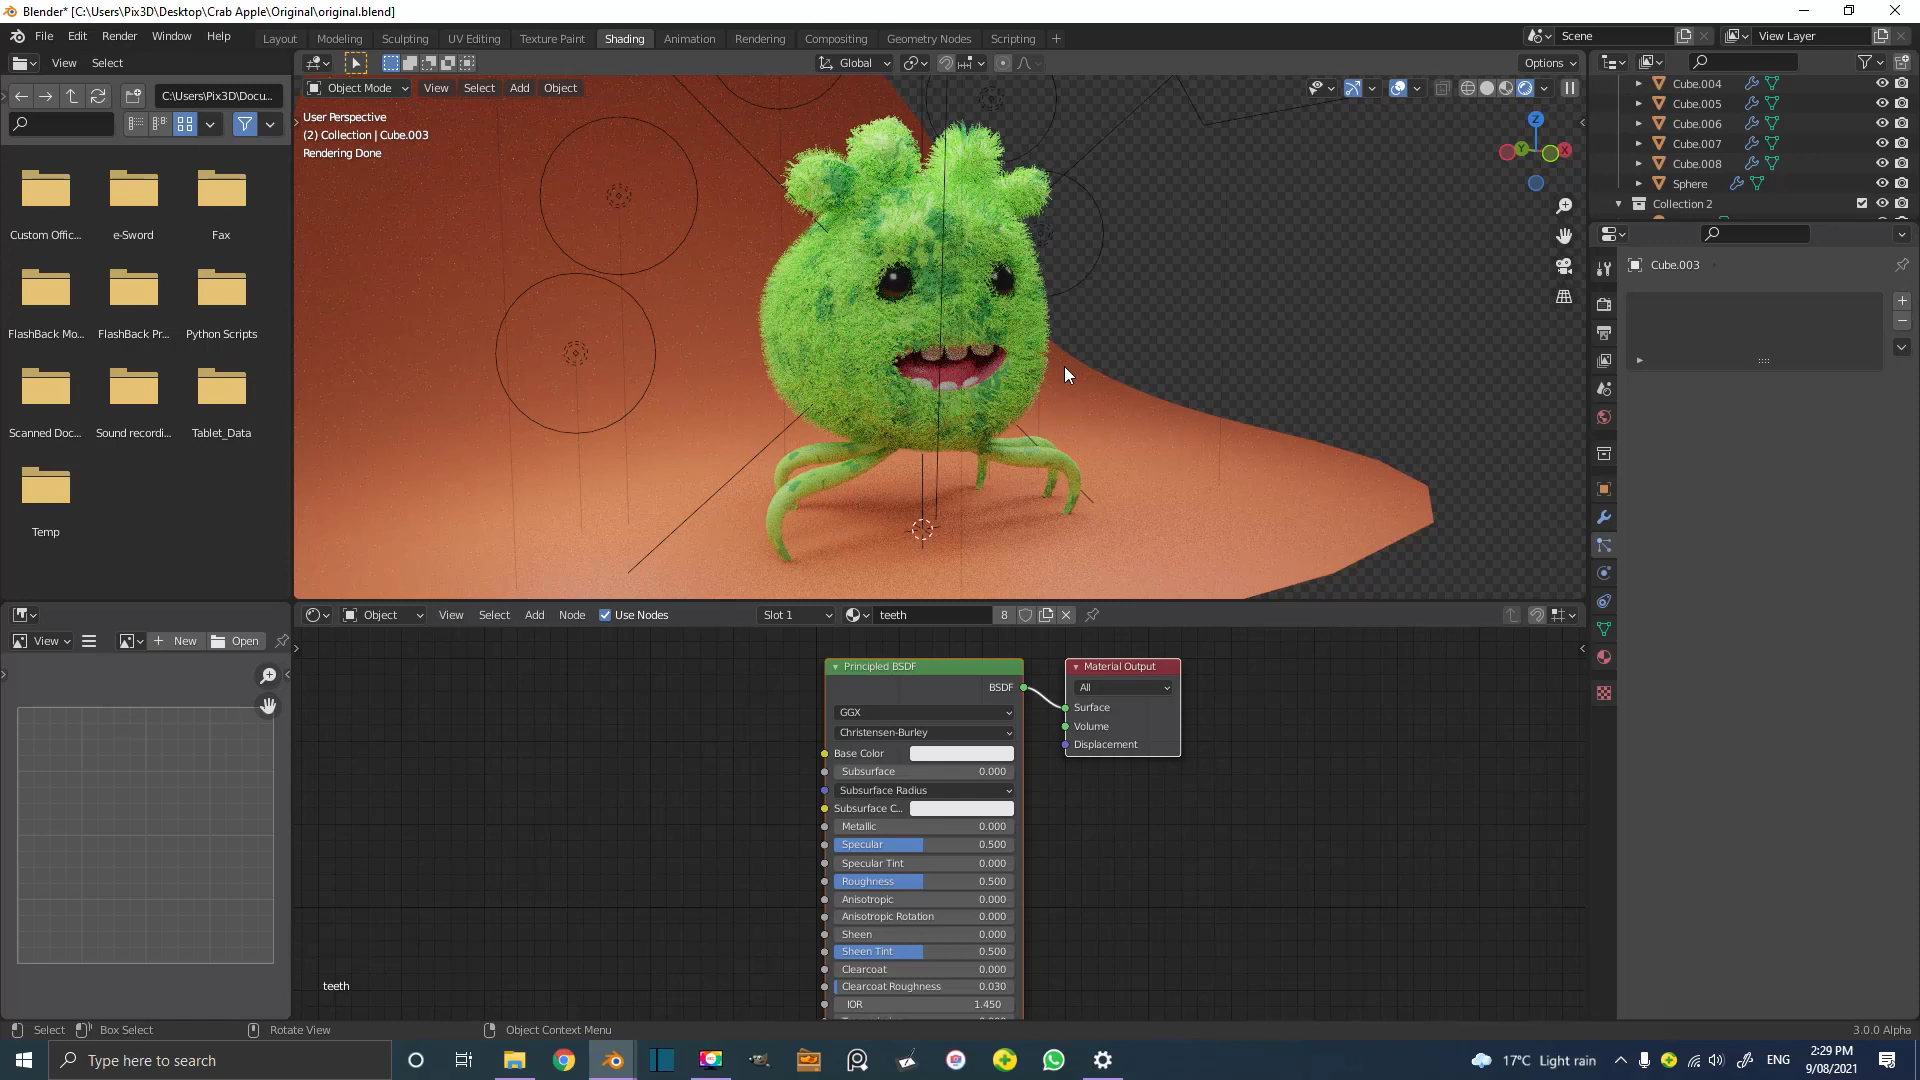 Blender* [C:\Users\Pix3D\Desktop\Crab Apple\Original\original.blend]
File Edit Render Window Help
Layout Modeling Sculpting UV Editing Texture Paint Shading Animation Rendering Compositing Geometry Nodes Scripting
Scene
View Layer
View Select
Global
Options
C:\Users\Pix3D\Docu...
Object Mode View Select Add Object
User Perspective
(2) Collection | Cube.003
Rendering Done
Z
Y
X
Cube.004
Cube.005
Cube.006
Cube.007
Cube.008
Sphere
Collection 2
Cube.003
Custom Offic...
e-Sword
Fax
FlashBack Mo...
FlashBack Pr...
Python Scripts
Scanned Doc...
Sound recordi...
Tablet_Data
Temp
Object View Select Add Node Use Nodes Slot 1 teeth 8
View New Open
Principled BSDF
BSDF
GGX
Christensen-Burley
Base Color
Subsurface 0.000
Subsurface Radius
Subsurface C...
Metallic 0.000
Specular 0.500
Specular Tint 0.000
Roughness 0.500
Anisotropic 0.000
Anisotropic Rotation 0.000
Sheen 0.000
Sheen Tint 0.500
Clearcoat 0.000
Clearcoat Roughness 0.030
IOR 1.450
Material Output
All
Surface
Volume
Displacement
teeth
Select Box Select Rotate View Object Context Menu 3.0.0 Alpha
Type here to search
17°C Light rain
ENG
2:29 PM
9/08/2021